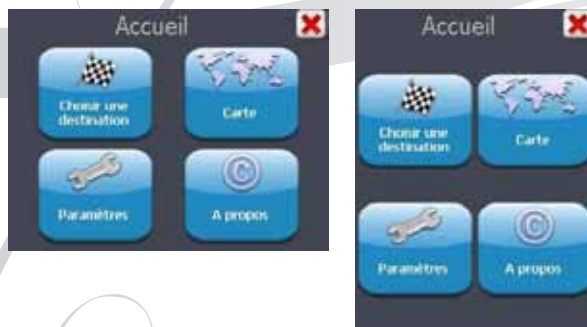 Accueil
Choisir une
destination
Carte
Paramètres
A propos
Accueil
Choisir une
destination
Carte
Paramètres
A propos